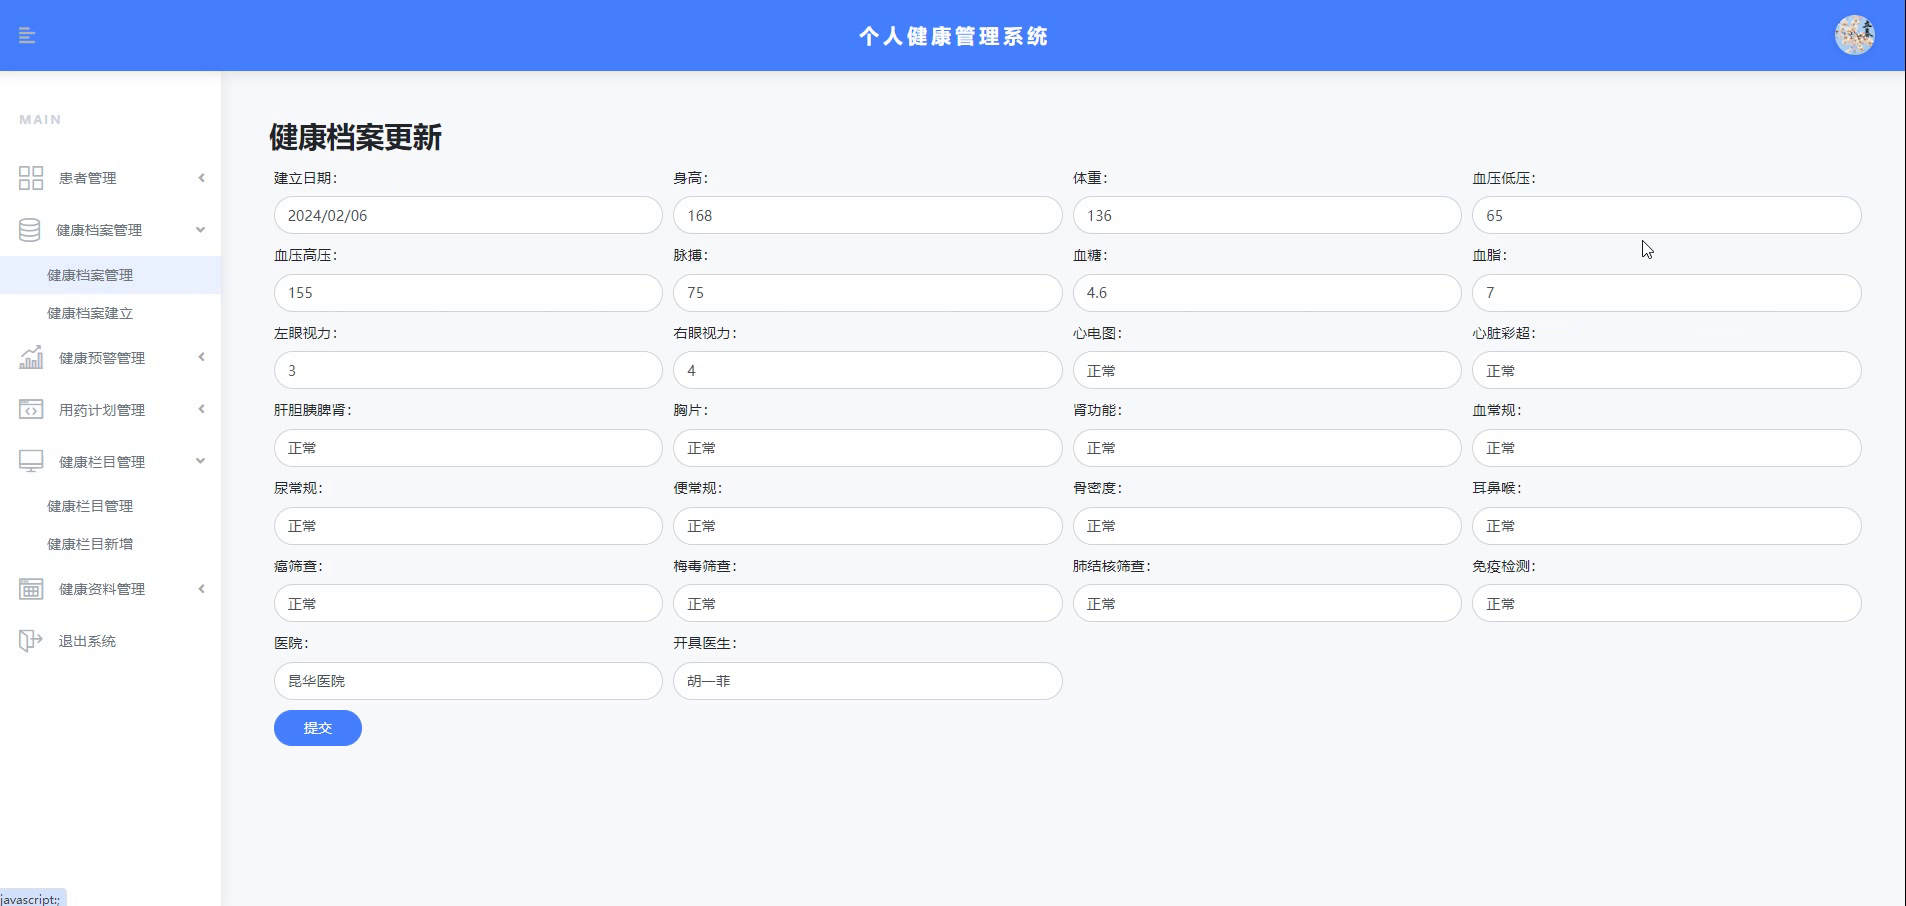 个人健康管理系统
MAIN
患者管理
健康档案管理
健康档案管理
健康档案建立
健康预警管理
用药计划管理
健康栏目管理
健康栏目管理
健康栏目新增
健康资料管理
退出系统
健康档案更新
建立日期： 身高： 体重： 血压低压：
2024/02/06 168 136 65
血压高压： 脉搏： 血糖： 血脂：
155 75 4.6 7
左眼视力： 右眼视力： 心电图： 心脏彩超：
3 4 正常 正常
肝胆胰脾肾： 胸片： 肾功能： 血常规：
正常 正常 正常 正常
尿常规： 便常规： 骨密度： 耳鼻喉：
正常 正常 正常 正常
癌筛查： 梅毒筛查： 肺结核筛查： 免疫检测：
正常 正常 正常 正常
医院： 开具医生：
昆华医院 胡一菲
提交
javascript:;